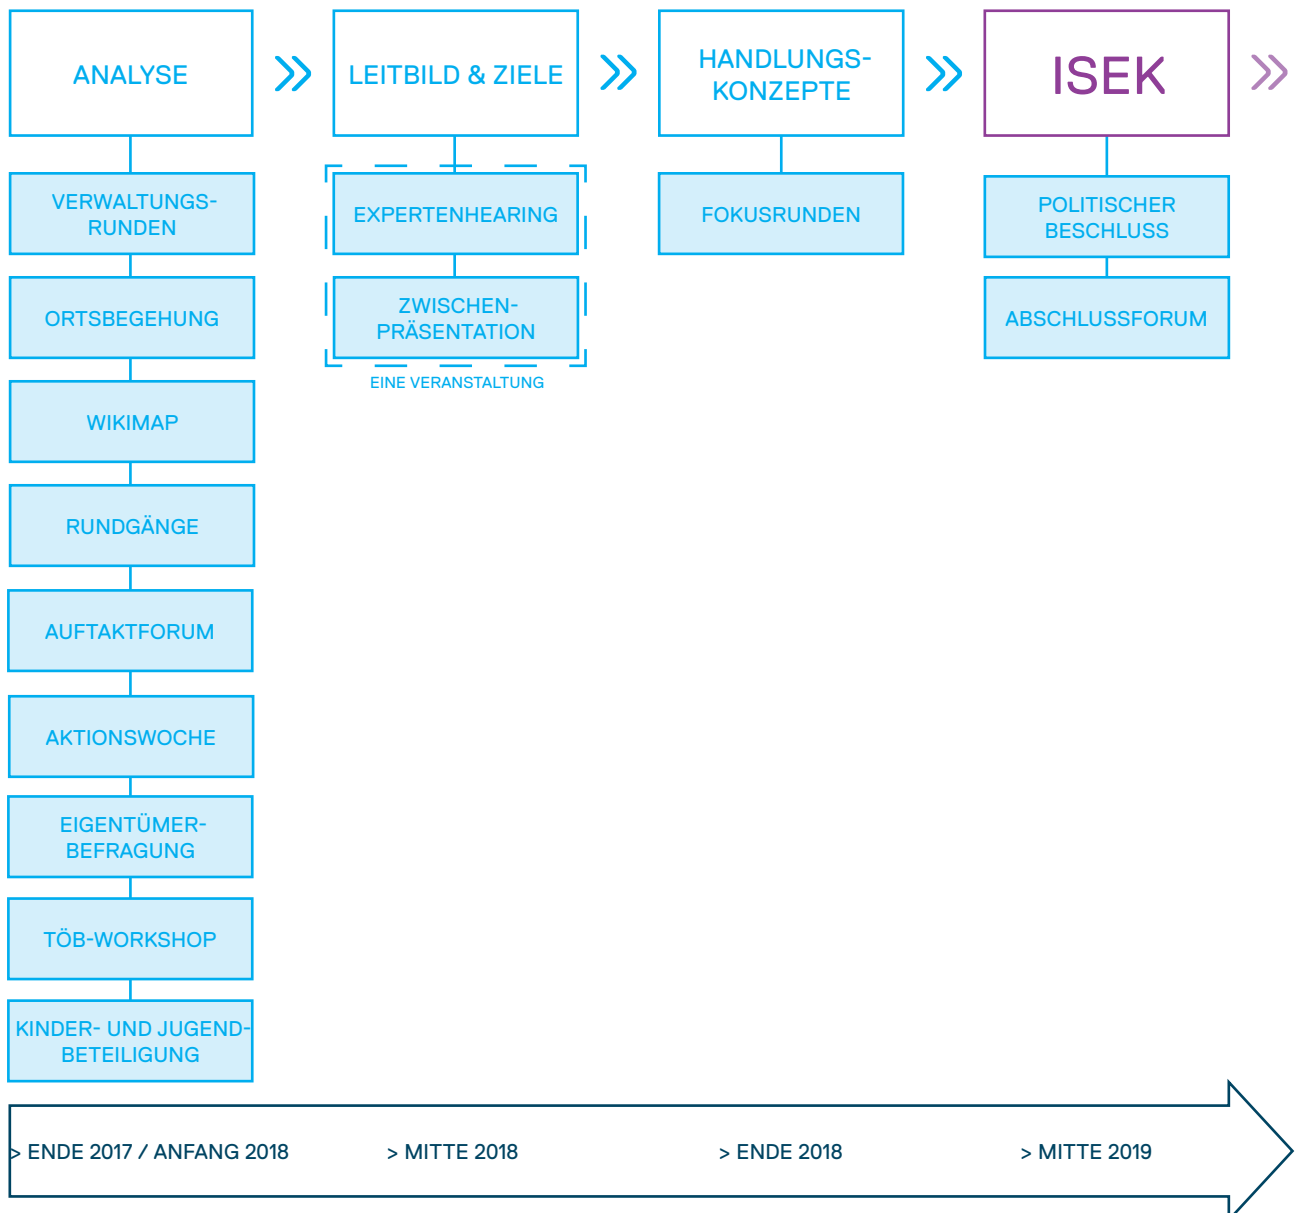 ANALYSE
LEITBILD & ZIELE
HANDLUNGS-
KONZEPTE
ISEK
VERWALTUNGS-
RUNDEN
ORTSBEGEHUNG
WIKIMAP
RUNDGÄNGE
AUFTAKTFORUM
AKTIONSWOCHE
EIGENTÜMER-
BEFRAGUNG
TÖB-WORKSHOP
KINDER- UND JUGEND-
BETEILIGUNG
EXPERTENHEARING
ZWISCHEN-
PRÄSENTATION
EINE VERANSTALTUNG
FOKUSRUNDEN
POLITISCHER
BESCHLUSS
ABSCHLUSSFORUM
> ENDE 2017 / ANFANG 2018
> MITTE 2018
> ENDE 2018
> MITTE 2019